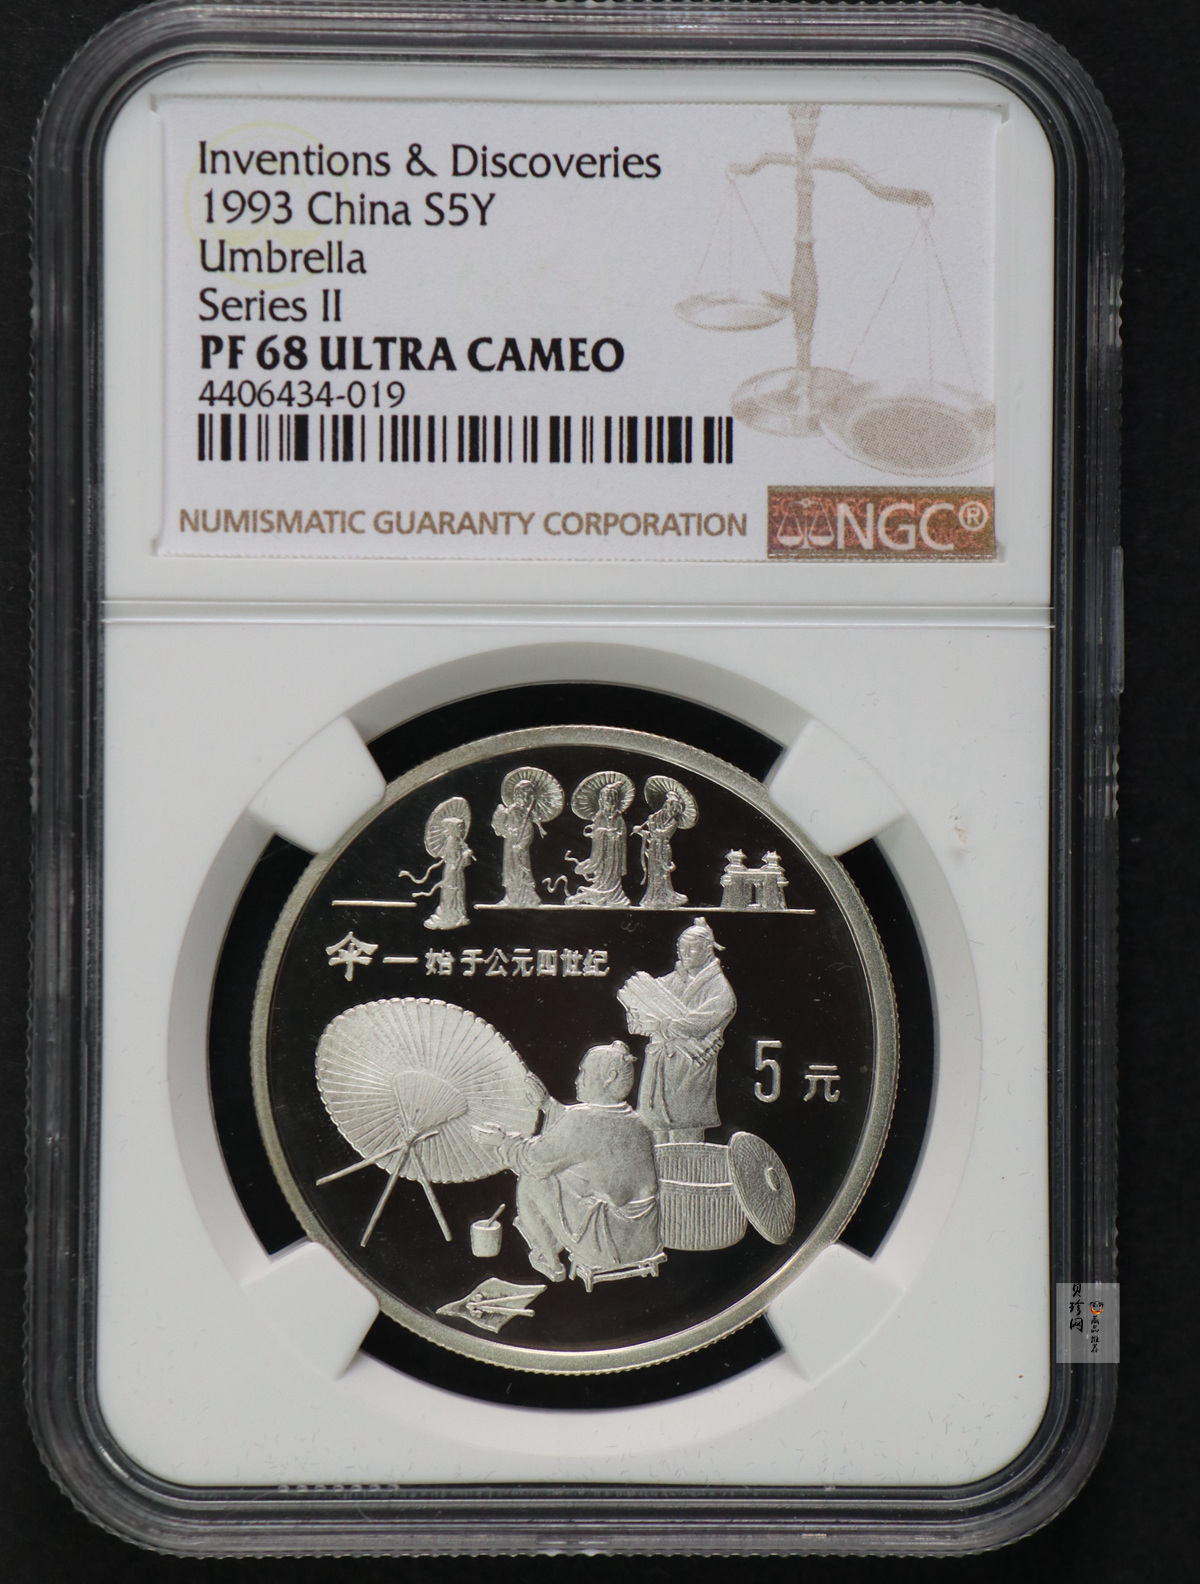 Inventions & Discoveries
1993 China S5Y
Umbrella
Series II
PF 68 ULTRA CAMEO
4406434-019
NUMISMATIC GUARANTY CORPORATION
NGC®
伞—始于公元四世纪
5元